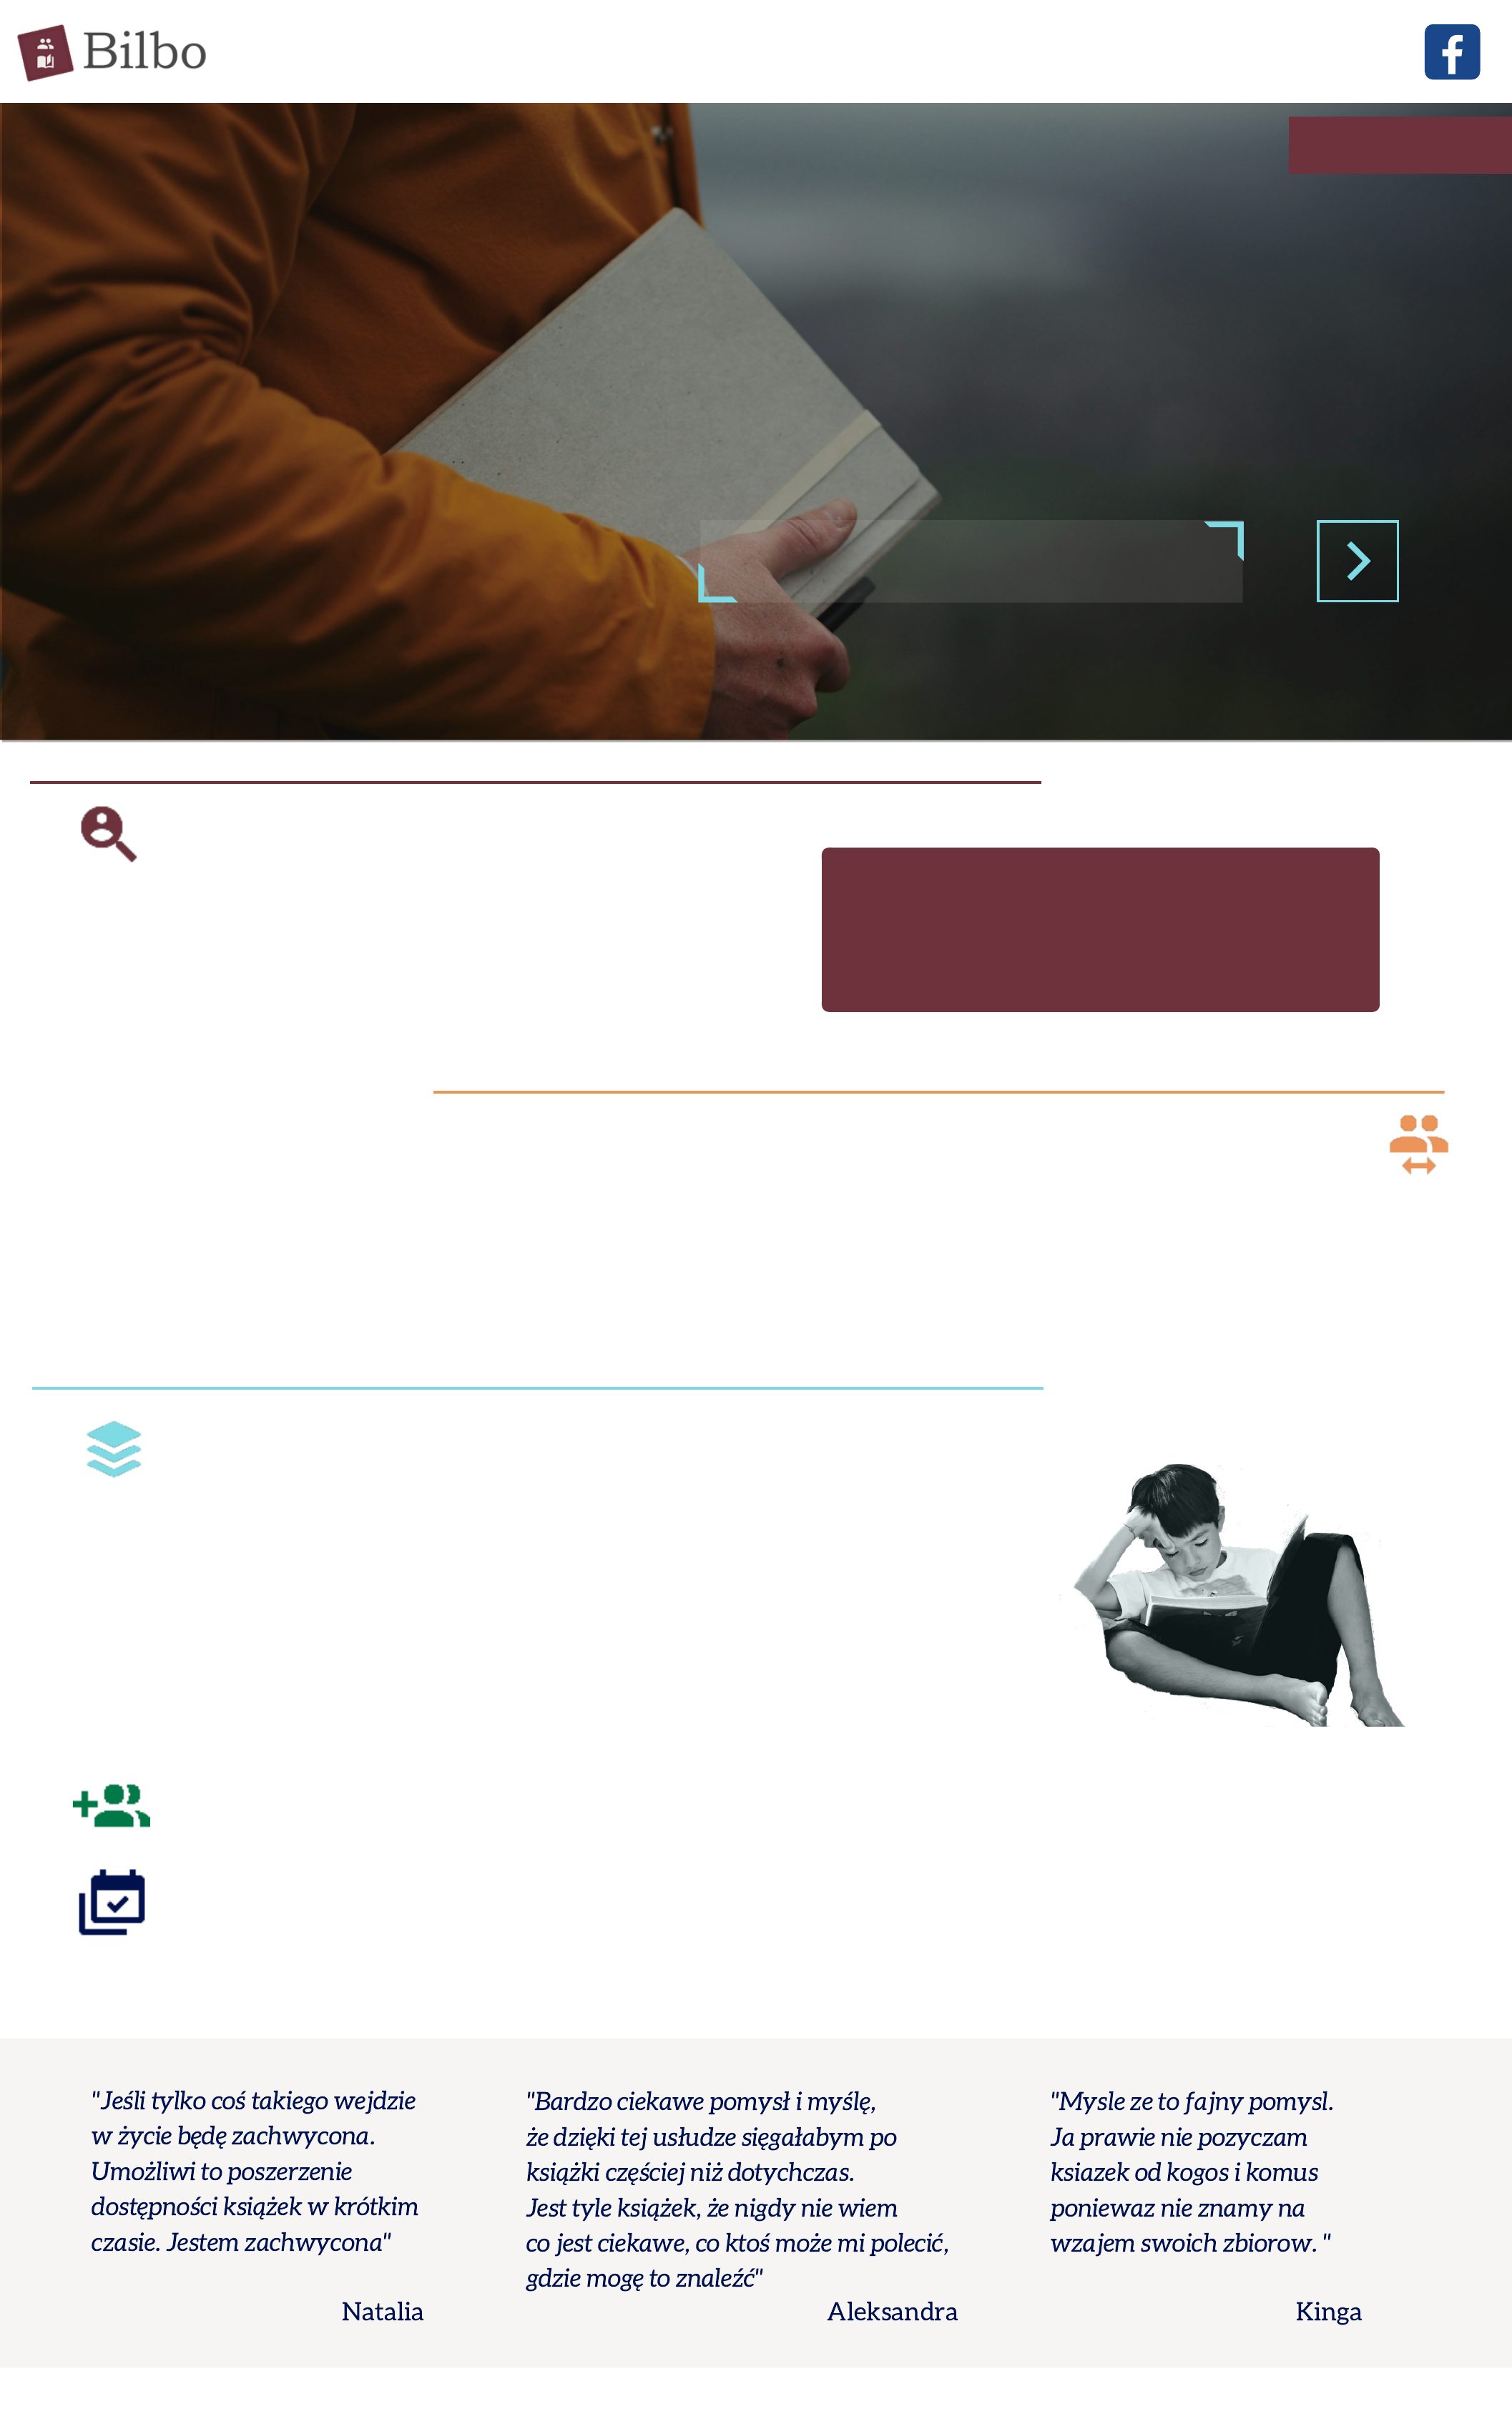 Bilbo
"Jeśli tylko coś takiego wejdzie
w życie będę zachwycona.
Umożliwi to poszerzenie
dostępności książek w krótkim
czasie. Jestem zachwycona"
Natalia
"Bardzo ciekawe pomysł i myślę,
że dzięki tej usłudze sięgałabym po
książki częściej niż dotychczas.
Jest tyle książek, że nigdy nie wiem
co jest ciekawe, co ktoś może mi polecić,
gdzie mogę to znaleźć"
Aleksandra
"Mysle ze to fajny pomysl.
Ja prawie nie pozyczam
ksiazek od kogos i komus
poniewaz nie znamy na
wzajem swoich zbiorow. "
Kinga